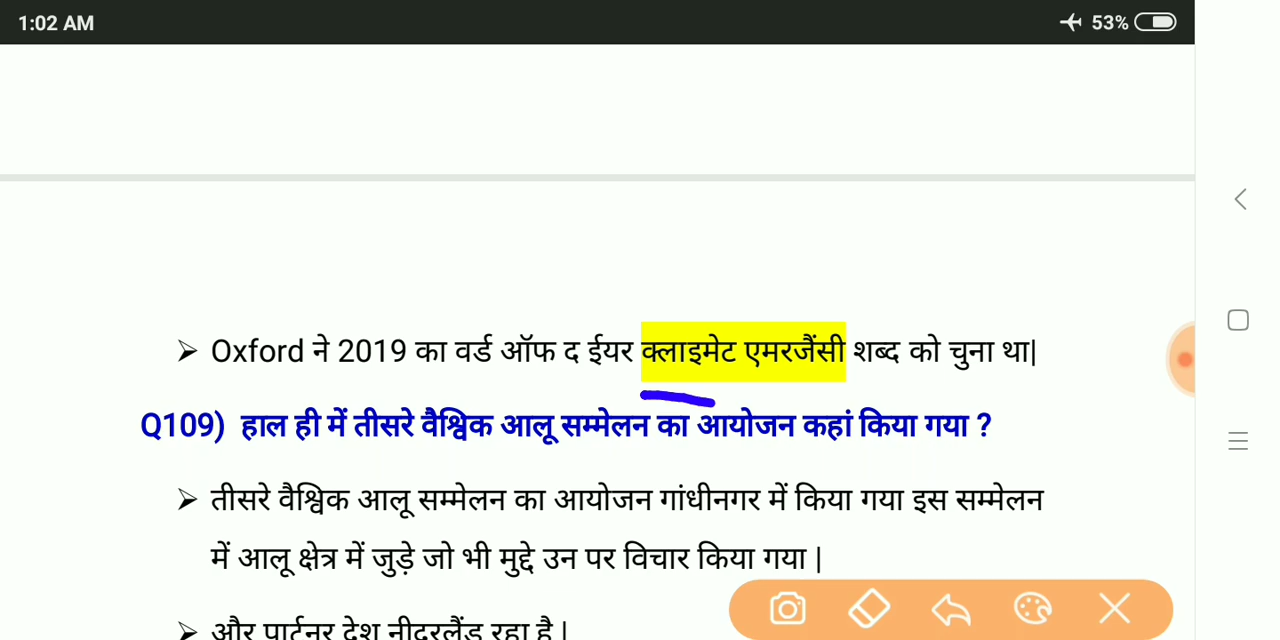 1:02 AM 53%
➢ Oxford ने 2019 का वर्ड ऑफ द ईयर क्लाइमेट एमरजैंसी शब्द को चुना था|
Q109) हाल ही में तीसरे वैश्विक आलू सम्मेलन का आयोजन कहां किया गया ?
➢ तीसरे वैश्विक आलू सम्मेलन का आयोजन गांधीनगर में किया गया इस सम्मेलन
में आलू क्षेत्र में जुड़े जो भी मुद्दे उन पर विचार किया गया |
➢ और पार्टनर देश नीदरलैंड रहा है |